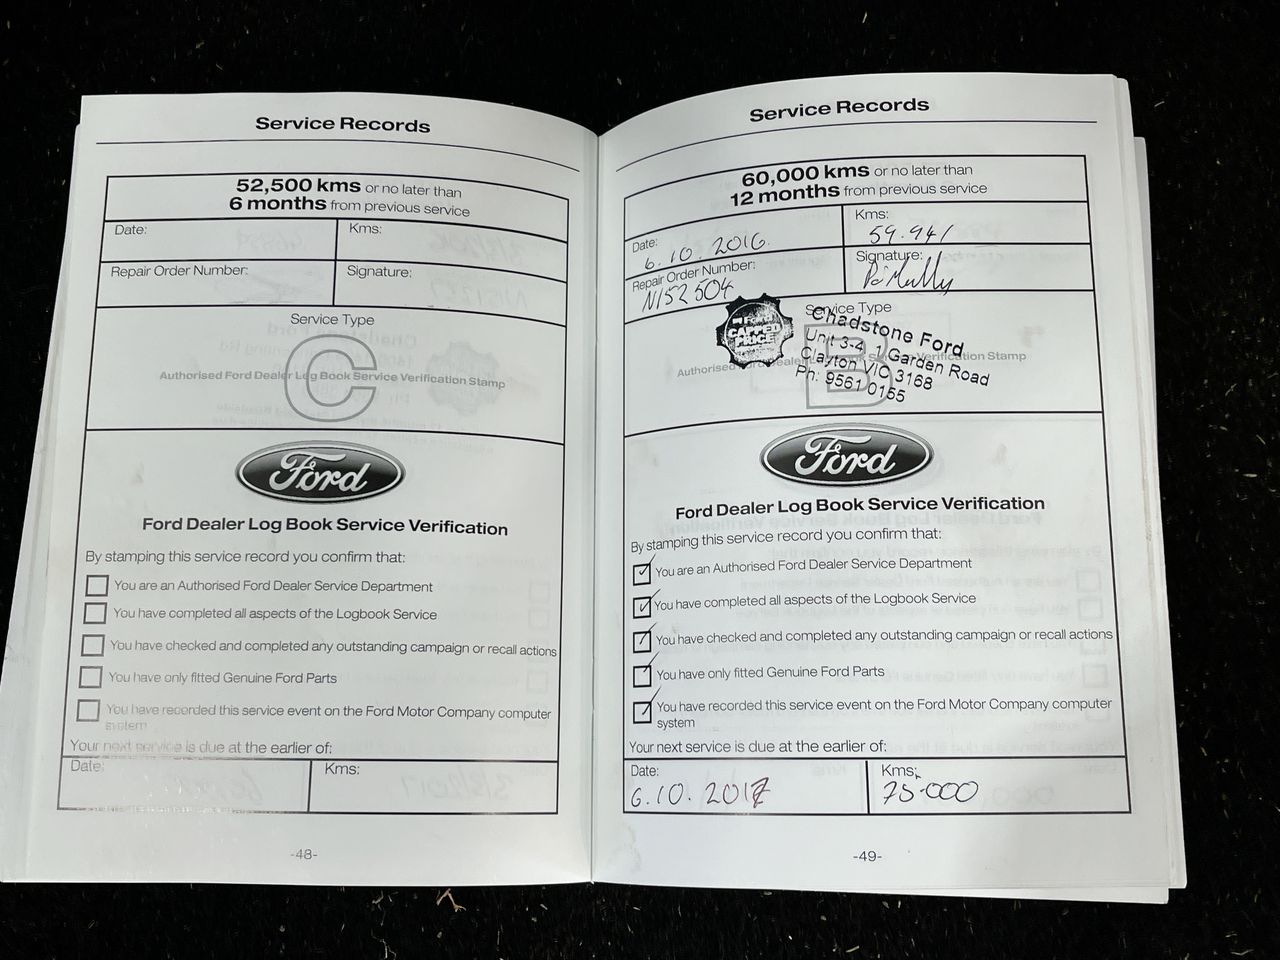 Service Records
52,500 kms or no later than
6 months from previous service
Date:
Kms:
Repair Order Number:
Signature:
Service Type
C
Authorised Ford Dealer Log Book Service Verification Stamp
Ford
Ford Dealer Log Book Service Verification
By stamping this service record you confirm that:
You are an Authorised Ford Dealer Service Department
You have completed all aspects of the Logbook Service
You have checked and completed any outstanding campaign or recall actions
You have only fitted Genuine Ford Parts
You have recorded this service event on the Ford Motor Company computer
system
Your next service is due at the earlier of:
Date:
Kms:
-48-
Service Records
60,000 kms or no later than
12 months from previous service
Date:
6.10.2016.
Kms:
59.941
Repair Order Number:
N152504
Signature:
Service Type
CAPPED
PRICE
Chadstone Ford
Unit 3-4, 1 Garden Road
Clayton VIC 3168
Ph: 9561 0155
B
Authorised Ford Dealer Verification Stamp
Ford
Ford Dealer Log Book Service Verification
By stamping this service record you confirm that:
You are an Authorised Ford Dealer Service Department
You have completed all aspects of the Logbook Service
You have checked and completed any outstanding campaign or recall actions
You have only fitted Genuine Ford Parts
You have recorded this service event on the Ford Motor Company computer
system
Your next service is due at the earlier of:
Date:
6.10.2017
Kms:
75.000
-49-